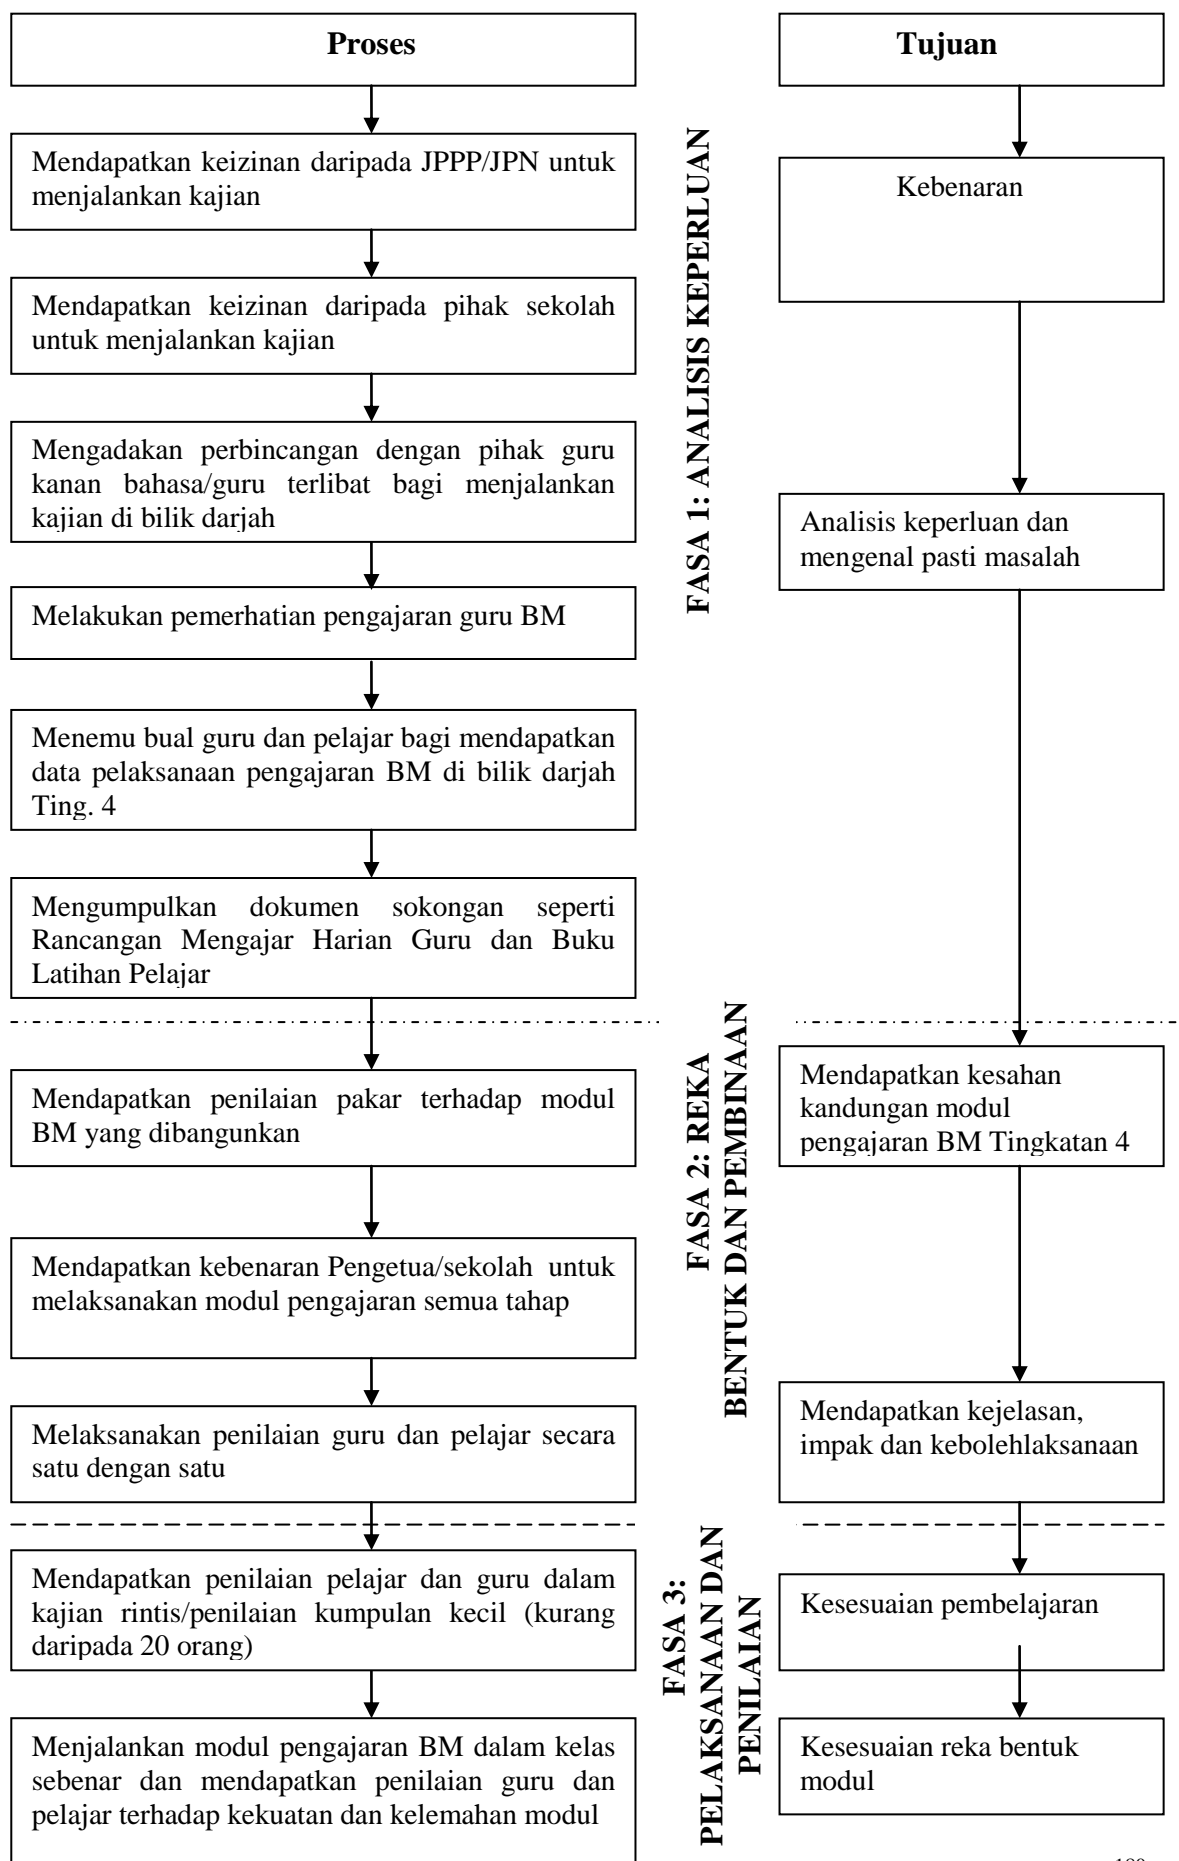 Proses
Mendapatkan keizinan daripada JPPP/JPN untuk
menjalankan kajian
Mendapatkan keizinan daripada pihak sekolah
untuk menjalankan kajian
Mengadakan perbincangan dengan pihak guru
kanan bahasa/guru terlibat bagi menjalankan
kajian di bilik darjah
Melakukan pemerhatian pengajaran guru BM
Menemu bual guru dan pelajar bagi mendapatkan
data pelaksanaan pengajaran BM di bilik darjah
Ting. 4
Mengumpulkan dokumen sokongan seperti
Rancangan Mengajar Harian Guru dan Buku
Latihan Pelajar
Mendapatkan penilaian pakar terhadap modul
BM yang dibangunkan
Mendapatkan kebenaran Pengetua/sekolah untuk
melaksanakan modul pengajaran semua tahap
Melaksanakan penilaian guru dan pelajar secara
satu dengan satu
Mendapatkan penilaian pelajar dan guru dalam
kajian rintis/penilaian kumpulan kecil (kurang
daripada 20 orang)
Menjalankan modul pengajaran BM dalam kelas
sebenar dan mendapatkan penilaian guru dan
pelajar terhadap kekuatan dan kelemahan modul
FASA 1: ANALISIS KEPERLUAN
FASA 2: REKA
BENTUK DAN PEMBINAAN
FASA 3:
PELAKSANAAN DAN
PENILAIAN
Tujuan
Kebenaran
Analisis keperluan dan
mengenal pasti masalah
Mendapatkan kesahan
kandungan modul
pengajaran BM Tingkatan 4
Mendapatkan kejelasan,
impak dan kebolehlaksanaan
Kesesuaian pembelajaran
Kesesuaian reka bentuk
modul